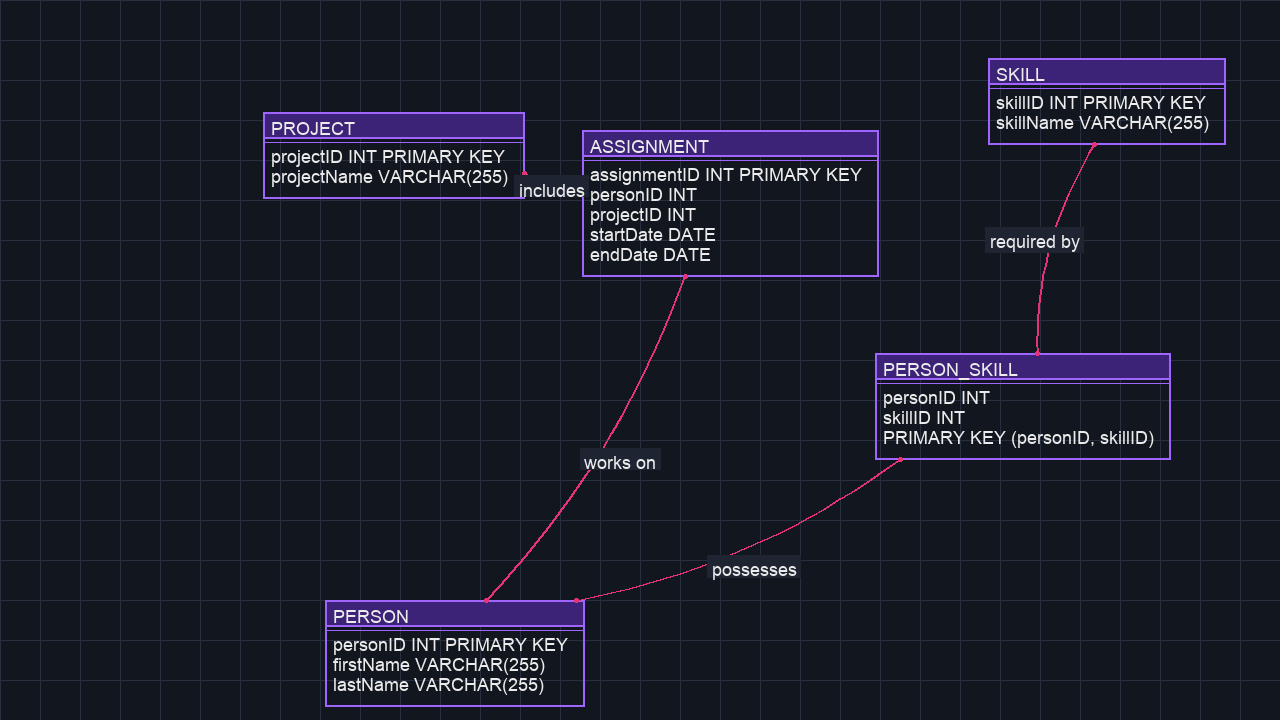 SKILL
skillID INT PRIMARY KEY
skillName VARCHAR(255)
PROJECT
projectID INT PRIMARY KEY
projectName VARCHAR(255)
includes
ASSIGNMENT
assignmentID INT PRIMARY KEY
personID INT
projectID INT
startDate DATE
endDate DATE
required by
PERSON_SKILL
personID INT
skillID INT
PRIMARY KEY (personID, skillID)
works on
possesses
PERSON
personID INT PRIMARY KEY
firstName VARCHAR(255)
lastName VARCHAR(255)